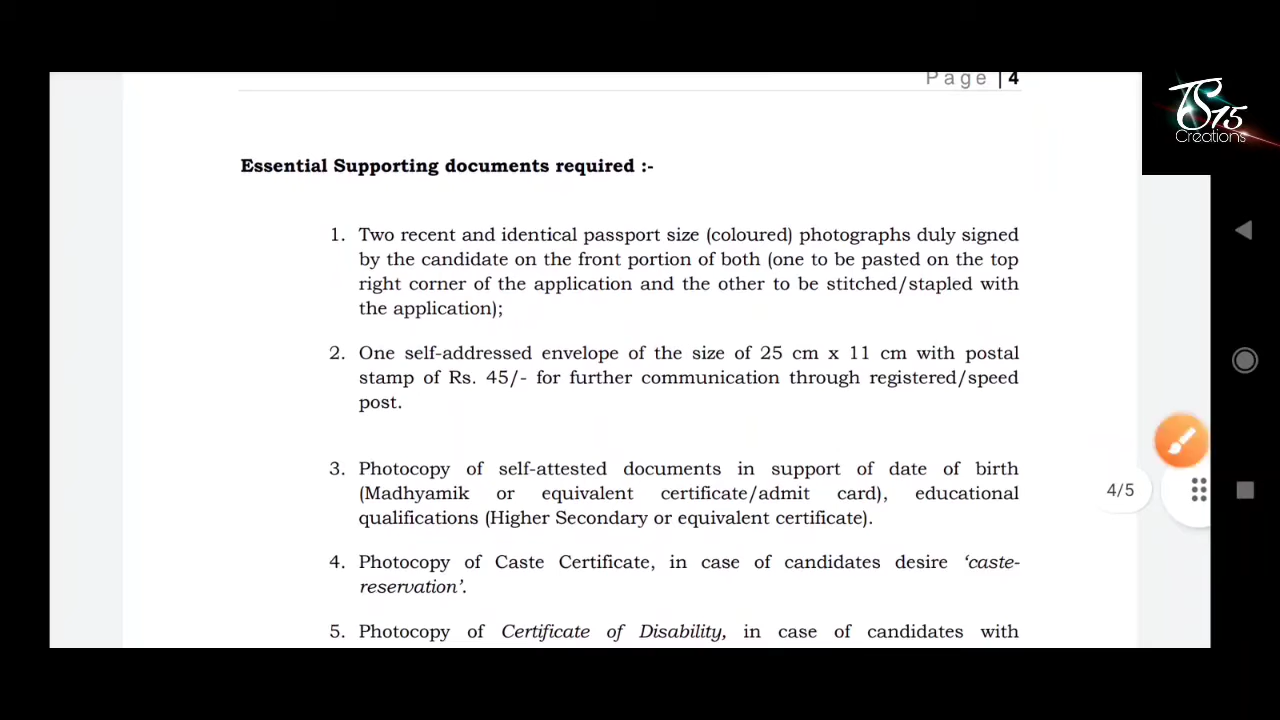 Page | 4
TS15
Creations
Essential Supporting documents required :-
1. Two recent and identical passport size (coloured) photographs duly signed
by the candidate on the front portion of both (one to be pasted on the top
right corner of the application and the other to be stitched/stapled with
the application);
2. One self-addressed envelope of the size of 25 cm x 11 cm with postal
stamp of Rs. 45/- for further communication through registered/speed
post.
3. Photocopy of self-attested documents in support of date of birth
(Madhyamik or equivalent certificate/admit card), educational
qualifications (Higher Secondary or equivalent certificate).
4/5
4. Photocopy of Caste Certificate, in case of candidates desire ‘caste-
reservation’.
5. Photocopy of Certificate of Disability, in case of candidates with